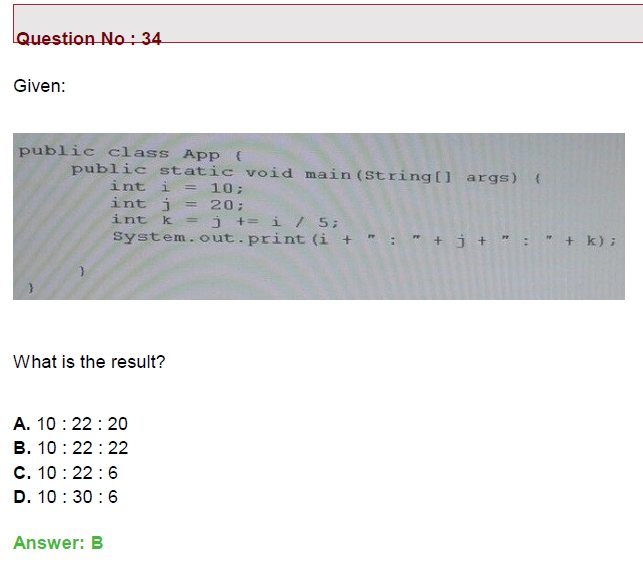 Question No : 34
Given:
public class App {
public static void main(String[] args) {
int i = 10;
int j = 20;
int k = j += i / 5;
System.out.print(i + " : " + j + " : " + k);
}
}
What is the result?
A. 10 : 22 : 20
B. 10 : 22 : 22
C. 10 : 22 : 6
D. 10 : 30 : 6
Answer: B